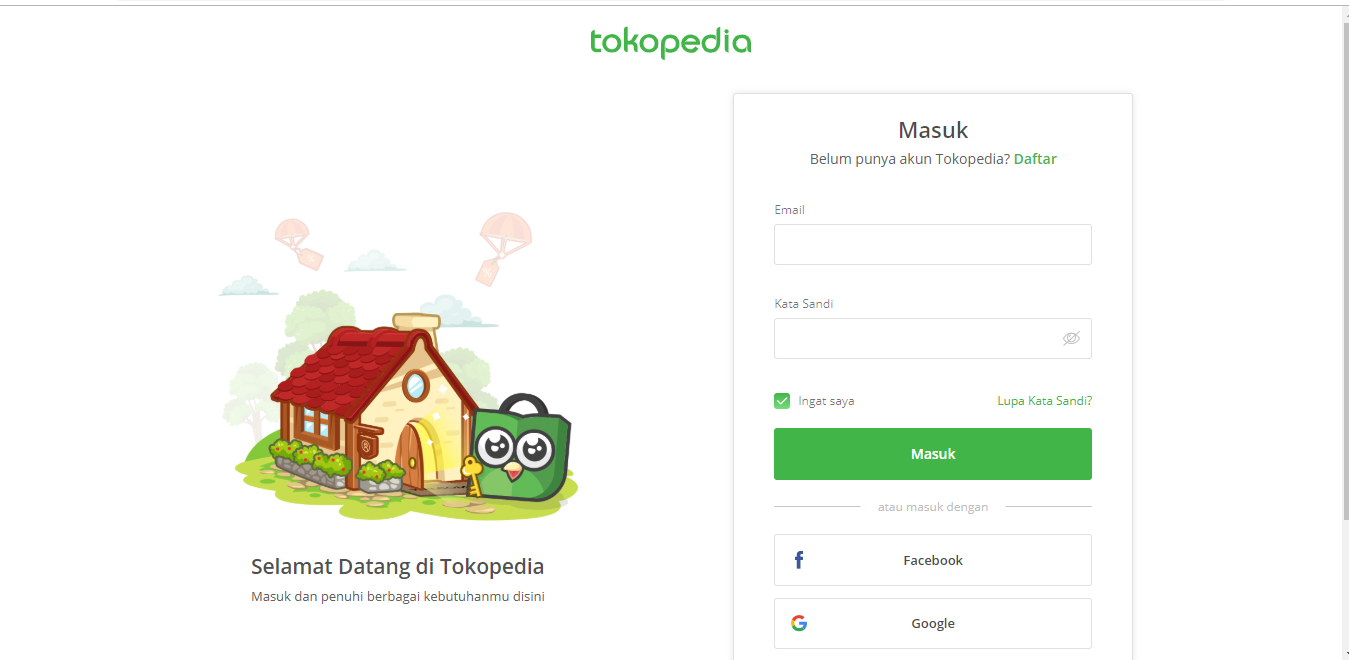 tokopedia
Masuk
Belum punya akun Tokopedia? Daftar
Email
Kata Sandi
Ingat saya
Lupa Kata Sandi?
Masuk
atau masuk dengan
Facebook
Google
Selamat Datang di Tokopedia
Masuk dan penuhi berbagai kebutuhanmu disini